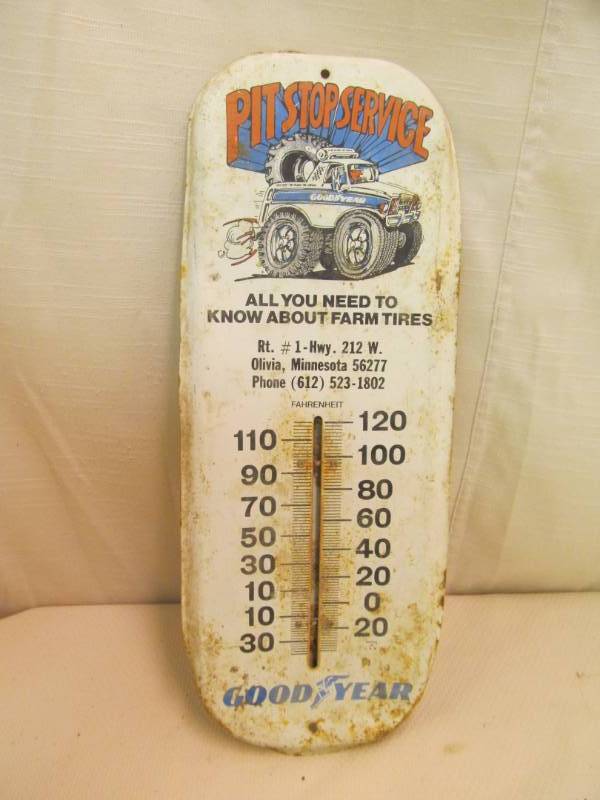 PIT STOP SERVICE
GOODYEAR
ALL YOU NEED TO
KNOW ABOUT FARM TIRES
Rt. # 1-Hwy. 212 W.
Olivia, Minnesota 56277
Phone (612) 523-1802
FAHRENHEIT
120
110
100
90
80
70
60
50
40
30
20
10
0
10
20
30
GOODYEAR